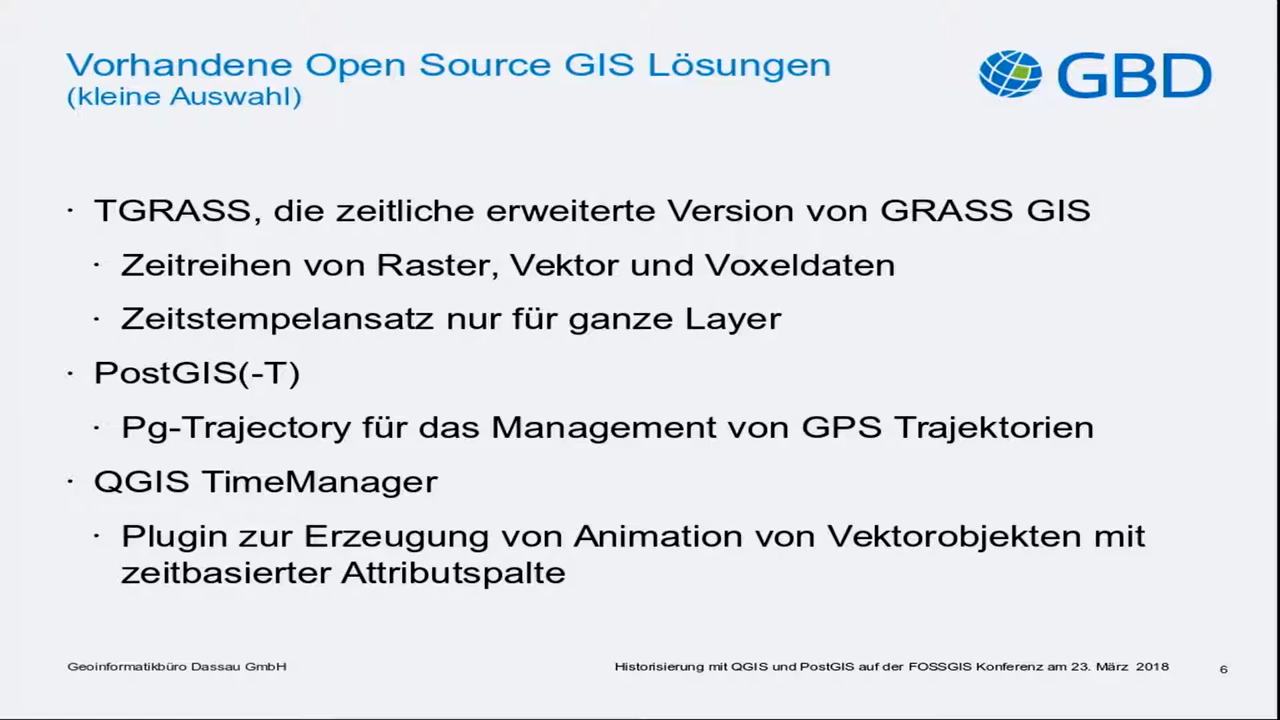 Vorhandene Open Source GIS Lösungen
(kleine Auswahl)
GBD
· TGRASS, die zeitliche erweiterte Version von GRASS GIS
· Zeitreihen von Raster, Vektor und Voxeldaten
· Zeitstempelansatz nur für ganze Layer
· PostGIS(-T)
· Pg-Trajectory für das Management von GPS Trajektorien
· QGIS TimeManager
· Plugin zur Erzeugung von Animation von Vektorobjekten mit
zeitbasierter Attributspalte
Geoinformatikbüro Dassau GmbH
Historisierung mit QGIS und PostGIS auf der FOSSGIS Konferenz am 23. März 2018
6